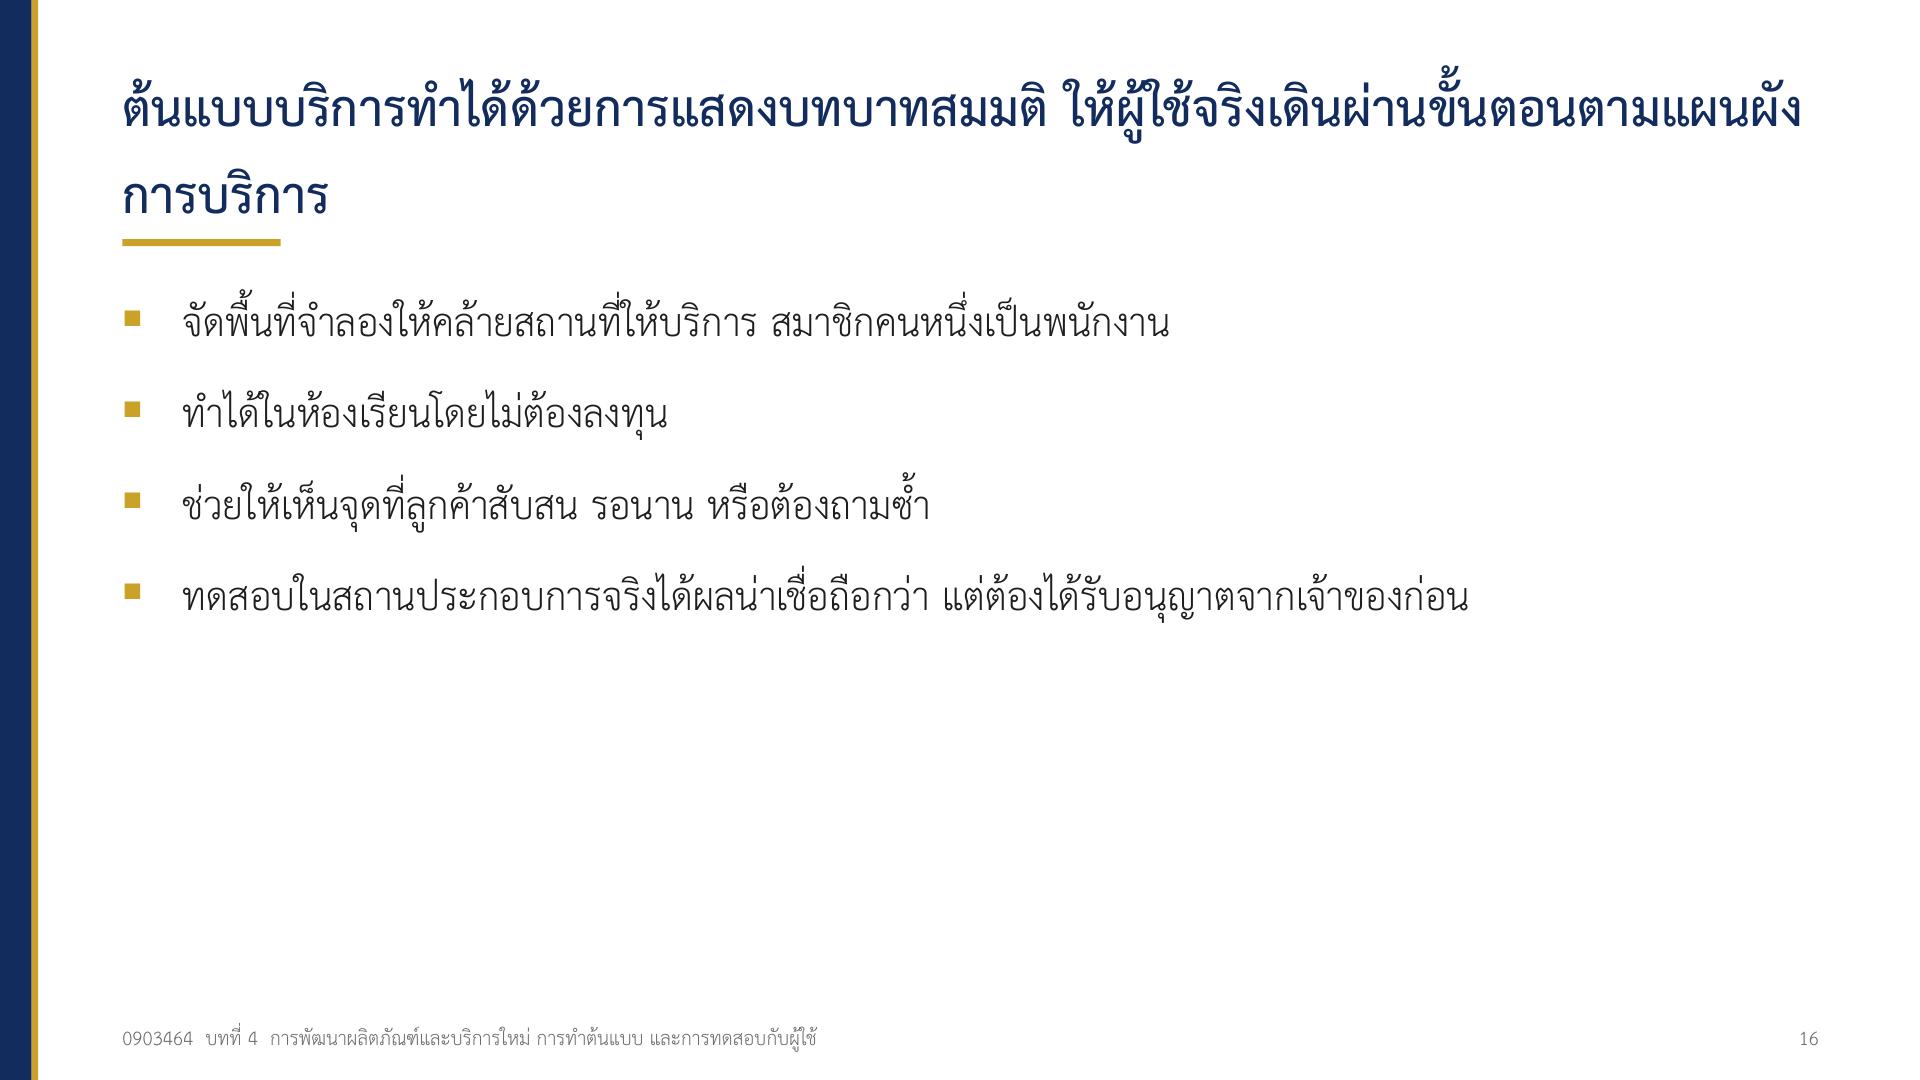 ต้นแบบบริการทำได้ด้วยการแสดงบทบาทสมมติ ให้ผู้ใช้จริงเดินผ่านขั้นตอนตามแผนผัง
การบริการ
จัดพื้นที่จำลองให้คล้ายสถานที่ให้บริการ สมาชิกคนหนึ่งเป็นพนักงาน
ทำได้ในห้องเรียนโดยไม่ต้องลงทุน
ช่วยให้เห็นจุดที่ลูกค้าสับสน รอนาน หรือต้องถามซ้ำ
ทดสอบในสถานประกอบการจริงได้ผลน่าเชื่อถือกว่า แต่ต้องได้รับอนุญาตจากเจ้าของก่อน
0903464 บทที่ 4 การพัฒนาผลิตภัณฑ์และบริการใหม่ การทำต้นแบบ และการทดสอบกับผู้ใช้
16